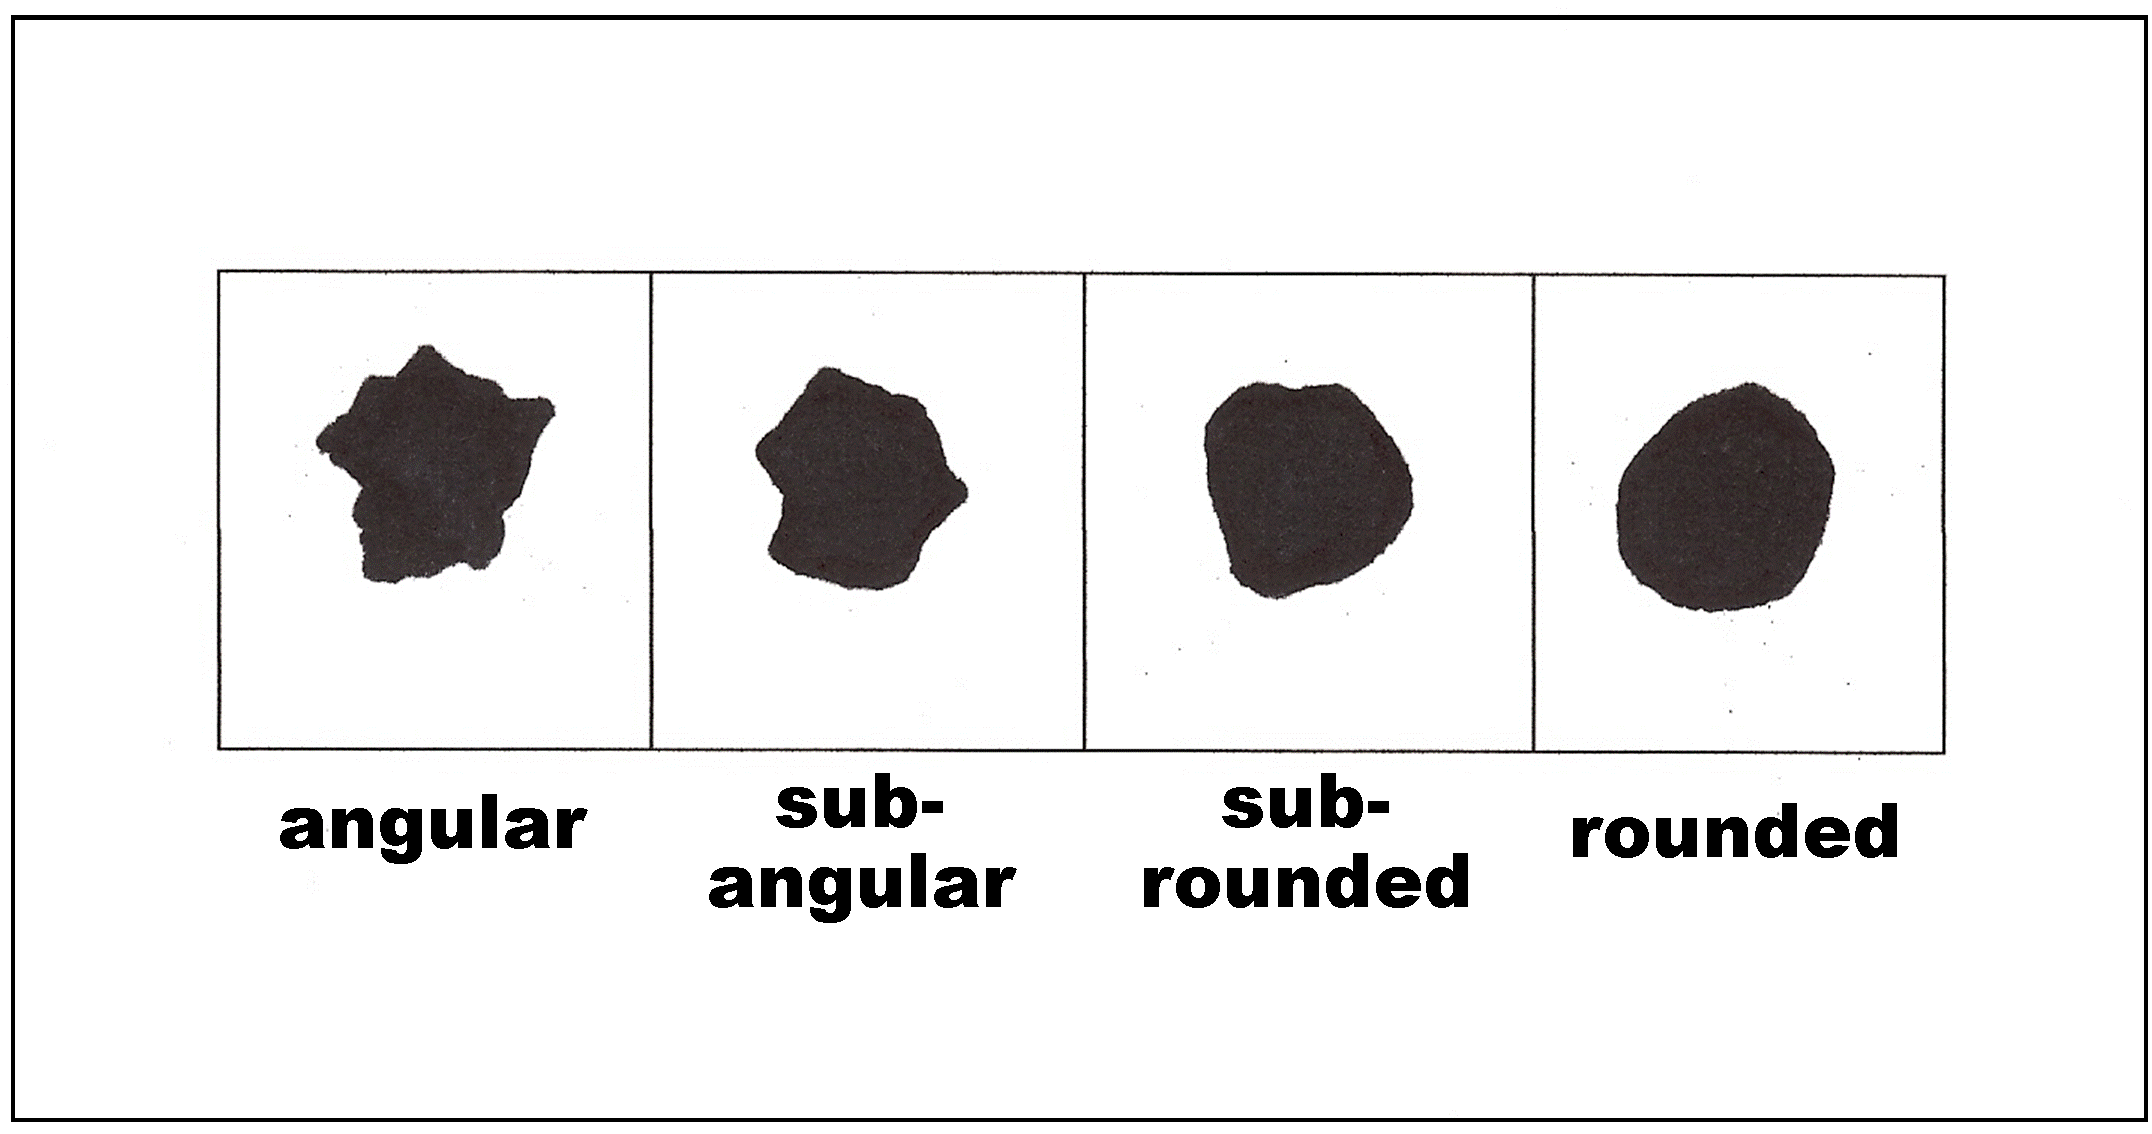 angular
sub-
angular
sub-
rounded
rounded